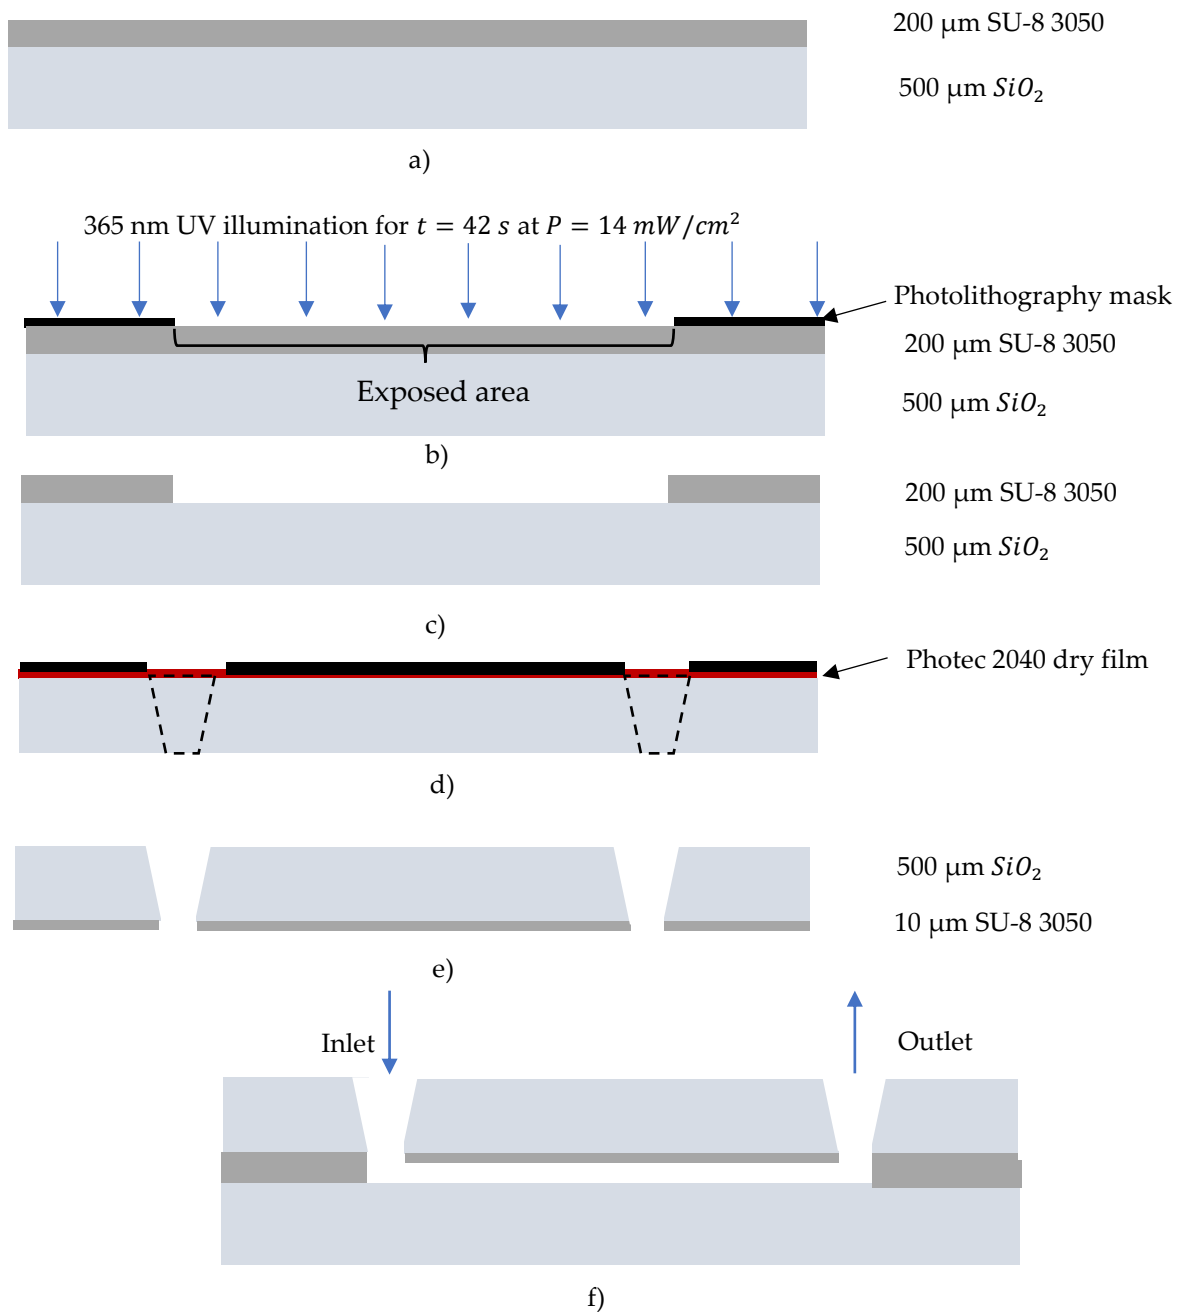 200 µm SU-8 3050
500 µm SiO₂
a)
365 nm UV illumination for t = 42 s at P = 14 mW/cm²
Photolithography mask
200 µm SU-8 3050
Exposed area
500 µm SiO₂
b)
200 µm SU-8 3050
500 µm SiO₂
c)
Photec 2040 dry film
d)
500 µm SiO₂
10 µm SU-8 3050
e)
Inlet
Outlet
f)